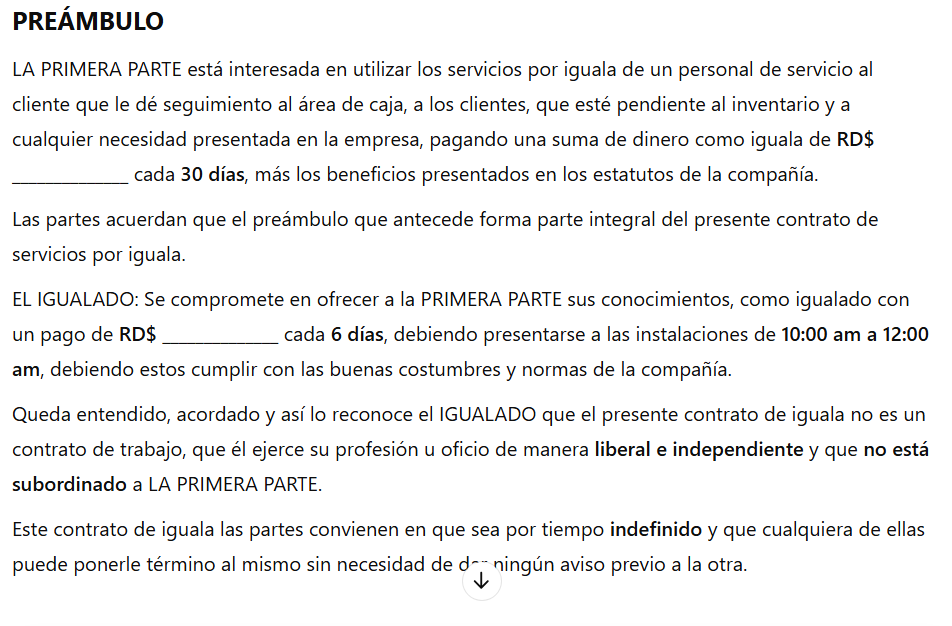 PREÁMBULO
LA PRIMERA PARTE está interesada en utilizar los servicios por iguala de un personal de servicio al
cliente que le dé seguimiento al área de caja, a los clientes, que esté pendiente al inventario y a
cualquier necesidad presentada en la empresa, pagando una suma de dinero como iguala de RD$
______________ cada 30 días, más los beneficios presentados en los estatutos de la compañía.
Las partes acuerdan que el preámbulo que antecede forma parte integral del presente contrato de
servicios por iguala.
EL IGUALADO: Se compromete en ofrecer a la PRIMERA PARTE sus conocimientos, como igualado con
un pago de RD$ ______________ cada 6 días, debiendo presentarse a las instalaciones de 10:00 am a 12:00
am, debiendo estos cumplir con las buenas costumbres y normas de la compañía.
Queda entendido, acordado y así lo reconoce el IGUALADO que el presente contrato de iguala no es un
contrato de trabajo, que él ejerce su profesión u oficio de manera liberal e independiente y que no está
subordinado a LA PRIMERA PARTE.
Este contrato de iguala las partes convienen en que sea por tiempo indefinido y que cualquiera de ellas
puede ponerle término al mismo sin necesidad de dar ningún aviso previo a la otra.